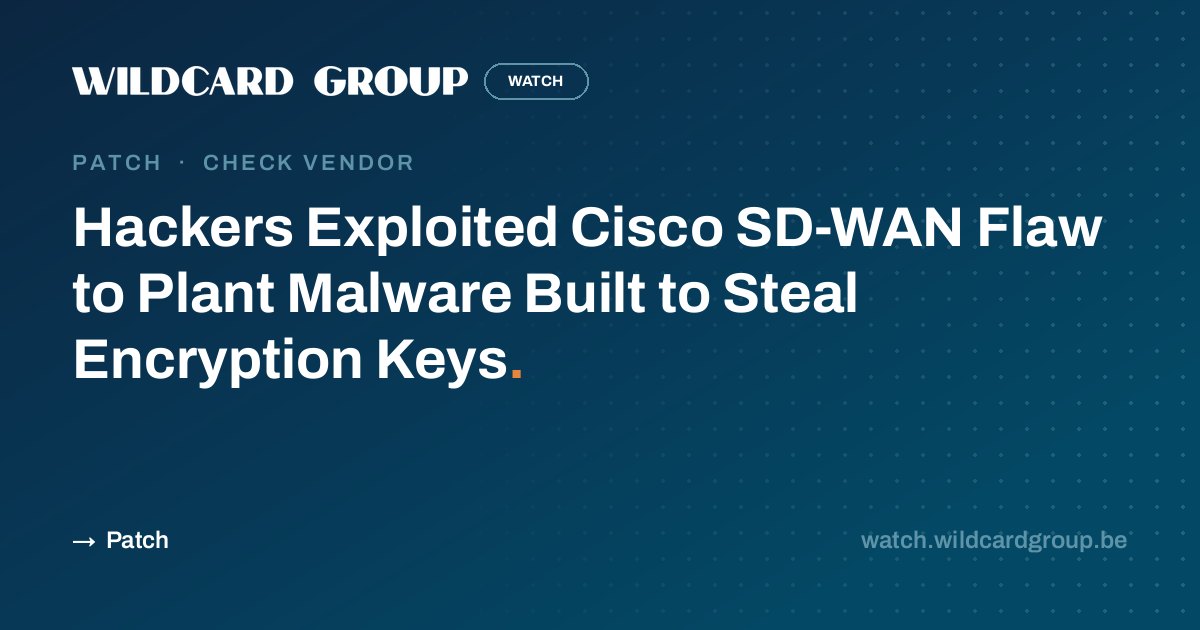 WILDCARD GROUP WATCH
PATCH · CHECK VENDOR
Hackers Exploited Cisco SD-WAN Flaw
to Plant Malware Built to Steal
Encryption Keys.
→ Patch
watch.wildcardgroup.be